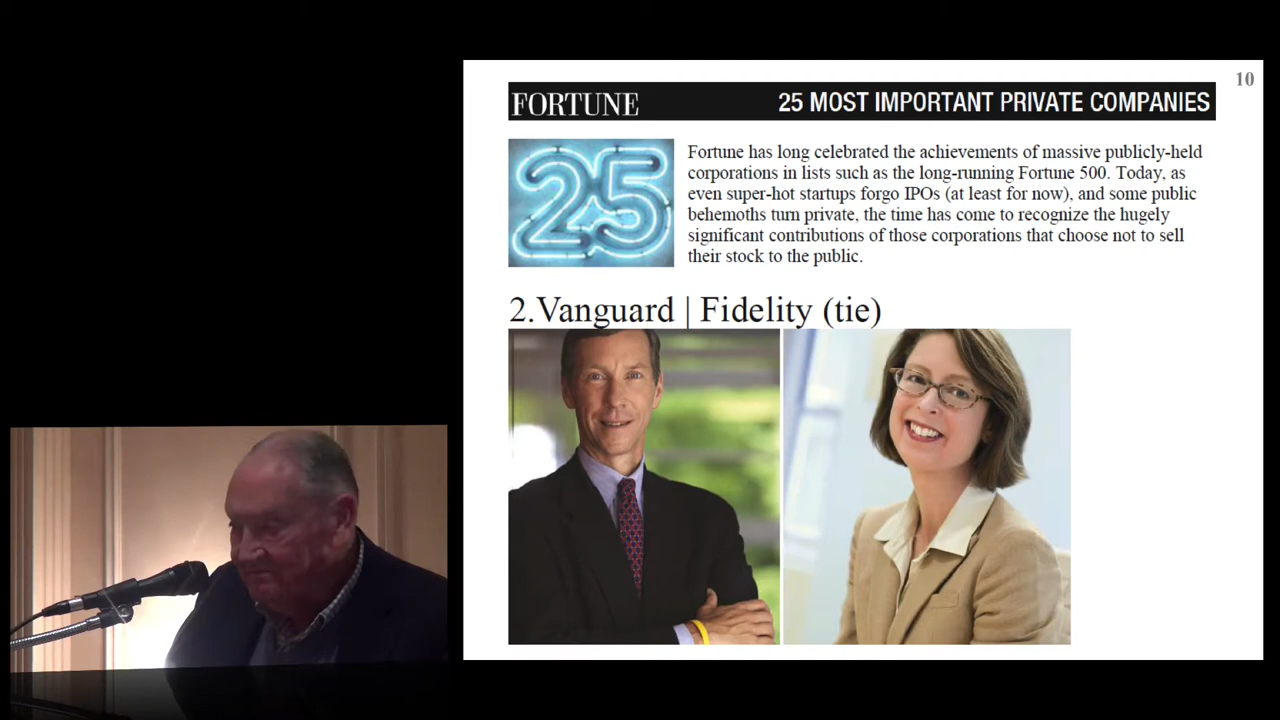 10
FORTUNE 25 MOST IMPORTANT PRIVATE COMPANIES
25
Fortune has long celebrated the achievements of massive publicly-held
corporations in lists such as the long-running Fortune 500. Today, as
even super-hot startups forgo IPOs (at least for now), and some public
behemoths turn private, the time has come to recognize the hugely
significant contributions of those corporations that choose not to sell
their stock to the public.
2.Vanguard | Fidelity (tie)